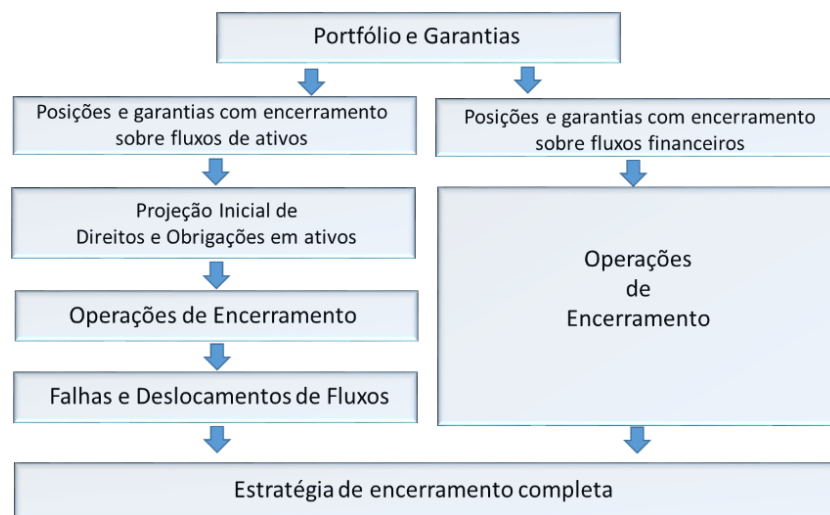 Portfólio e Garantias
Posições e garantias com encerramento
sobre fluxos de ativos
Posições e garantias com encerramento
sobre fluxos financeiros
Projeção Inicial de
Direitos e Obrigações em ativos
Operações de Encerramento
Falhas e Deslocamentos de Fluxos
Operações
de
Encerramento
Estratégia de encerramento completa